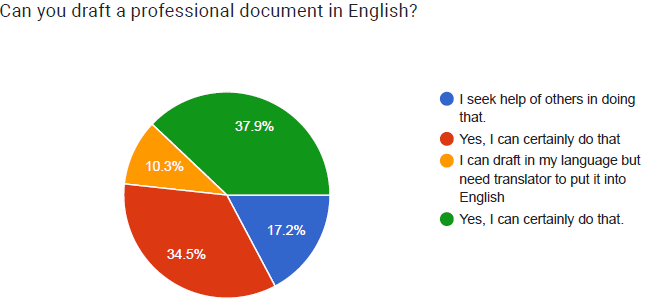 Can you draft a professional document in English?
37.9%
10.3%
17.2%
34.5%
I seek help of others in doing
that.
Yes, I can certainly do that
I can draft in my language but
need translator to put it into
English
Yes, I can certainly do that.